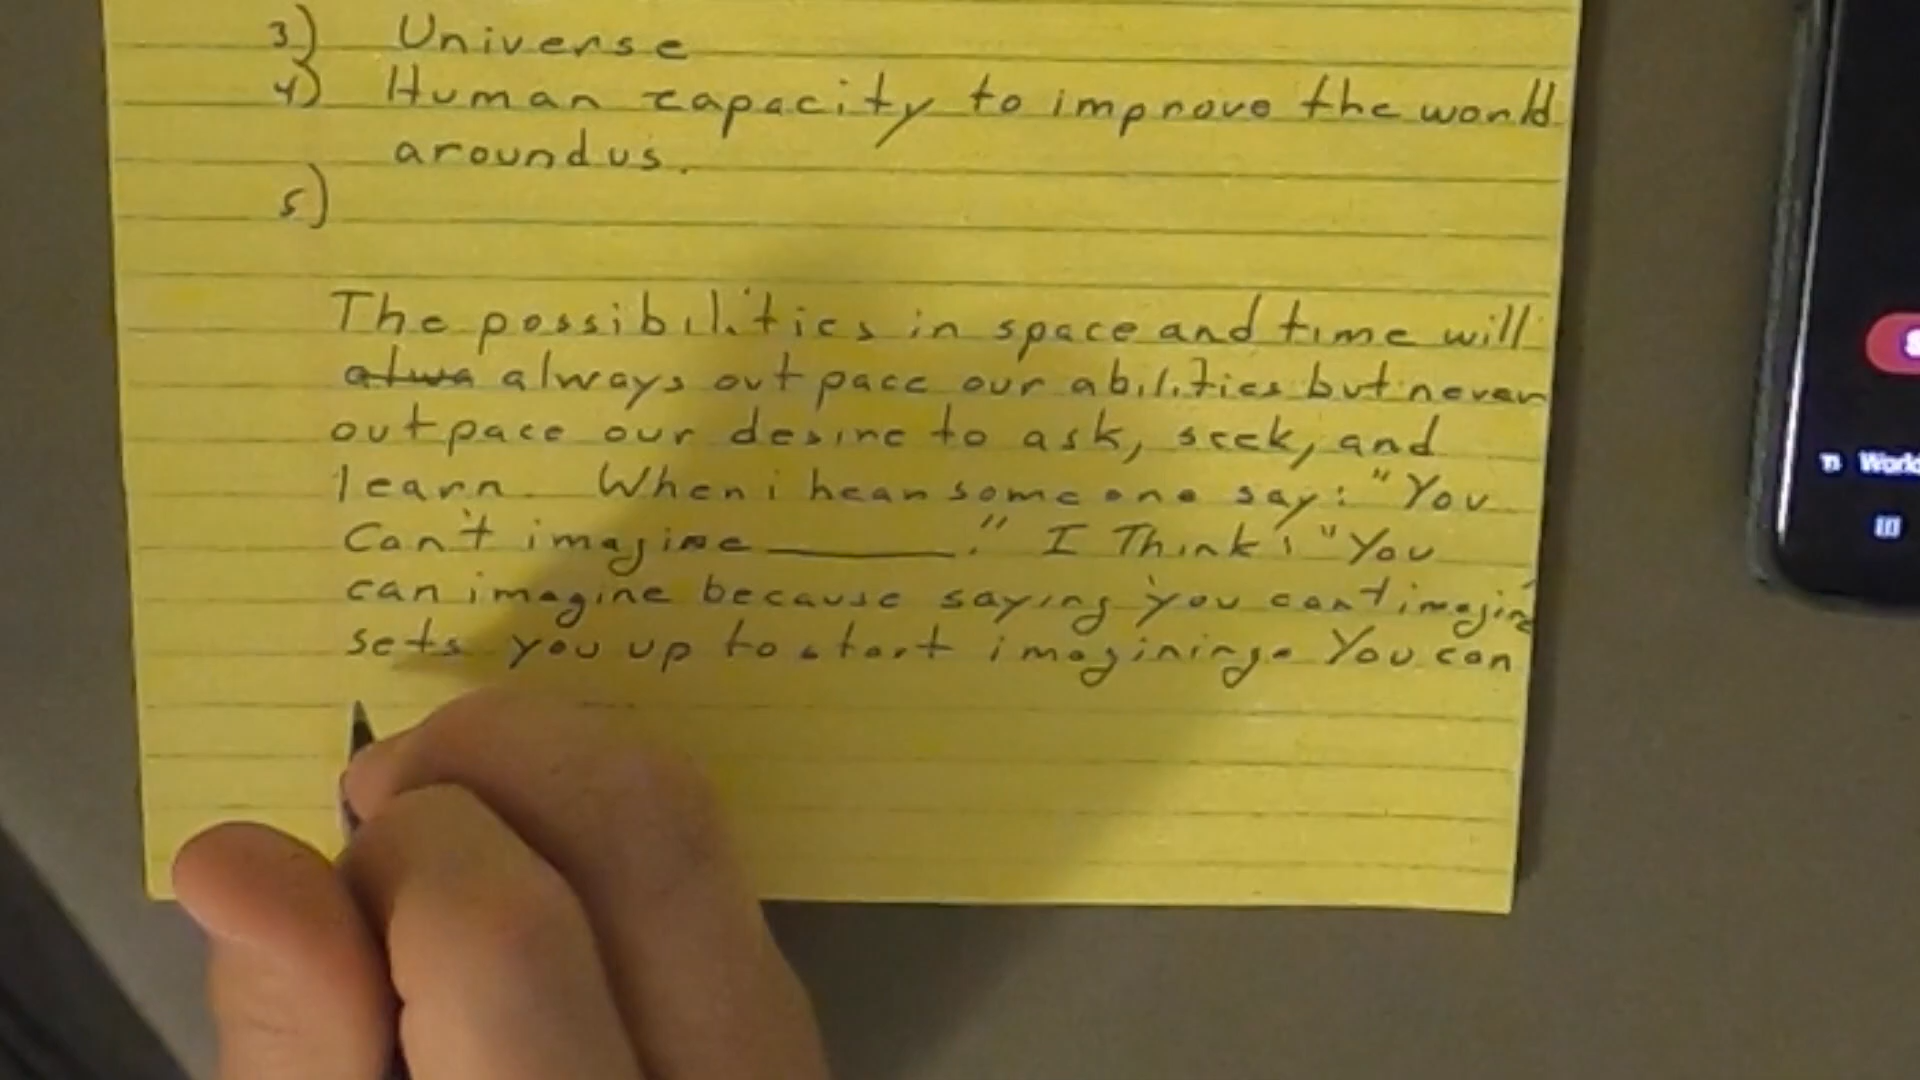 3) Universe
4) Human capacity to improve the world
around us.
5)
The possibilities in space and time will
alwa always outpace our abilities but never
outpace our desire to ask, seek, and
learn. When i hear someone say: "You
Can't imagine ______." I Think: "You
can imagine because saying 'you can't imagine
sets you up to start imagining. You can
World